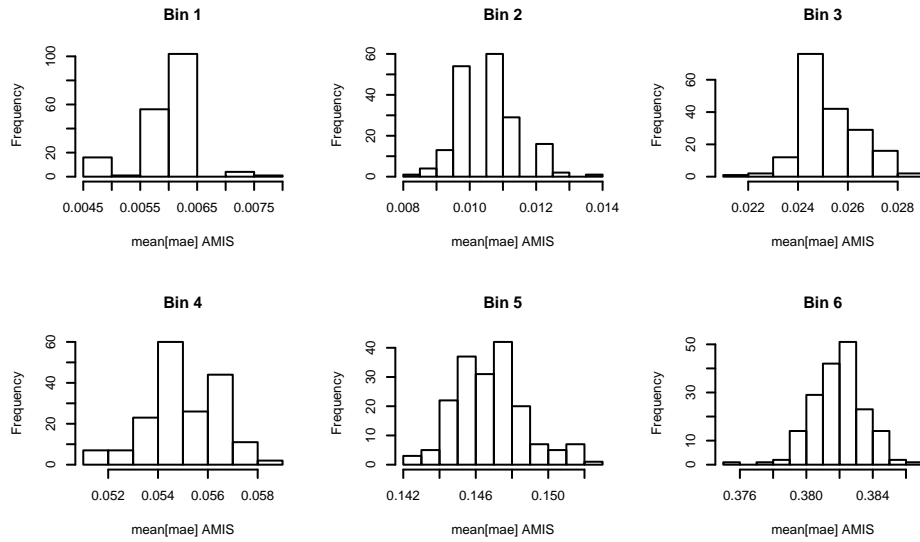 Bin 1
Frequency
0 20 60 100
0.0045 0.0055 0.0065 0.0075
mean[mae] AMIS
Bin 2
Frequency
0 20 40 60
0.008 0.010 0.012 0.014
mean[mae] AMIS
Bin 3
Frequency
0 20 40 60
0.022 0.024 0.026 0.028
mean[mae] AMIS
Bin 4
Frequency
0 20 40 60
0.052 0.054 0.056 0.058
mean[mae] AMIS
Bin 5
Frequency
0 10 20 30 40
0.142 0.146 0.150
mean[mae] AMIS
Bin 6
Frequency
0 10 30 50
0.376 0.380 0.384
mean[mae] AMIS